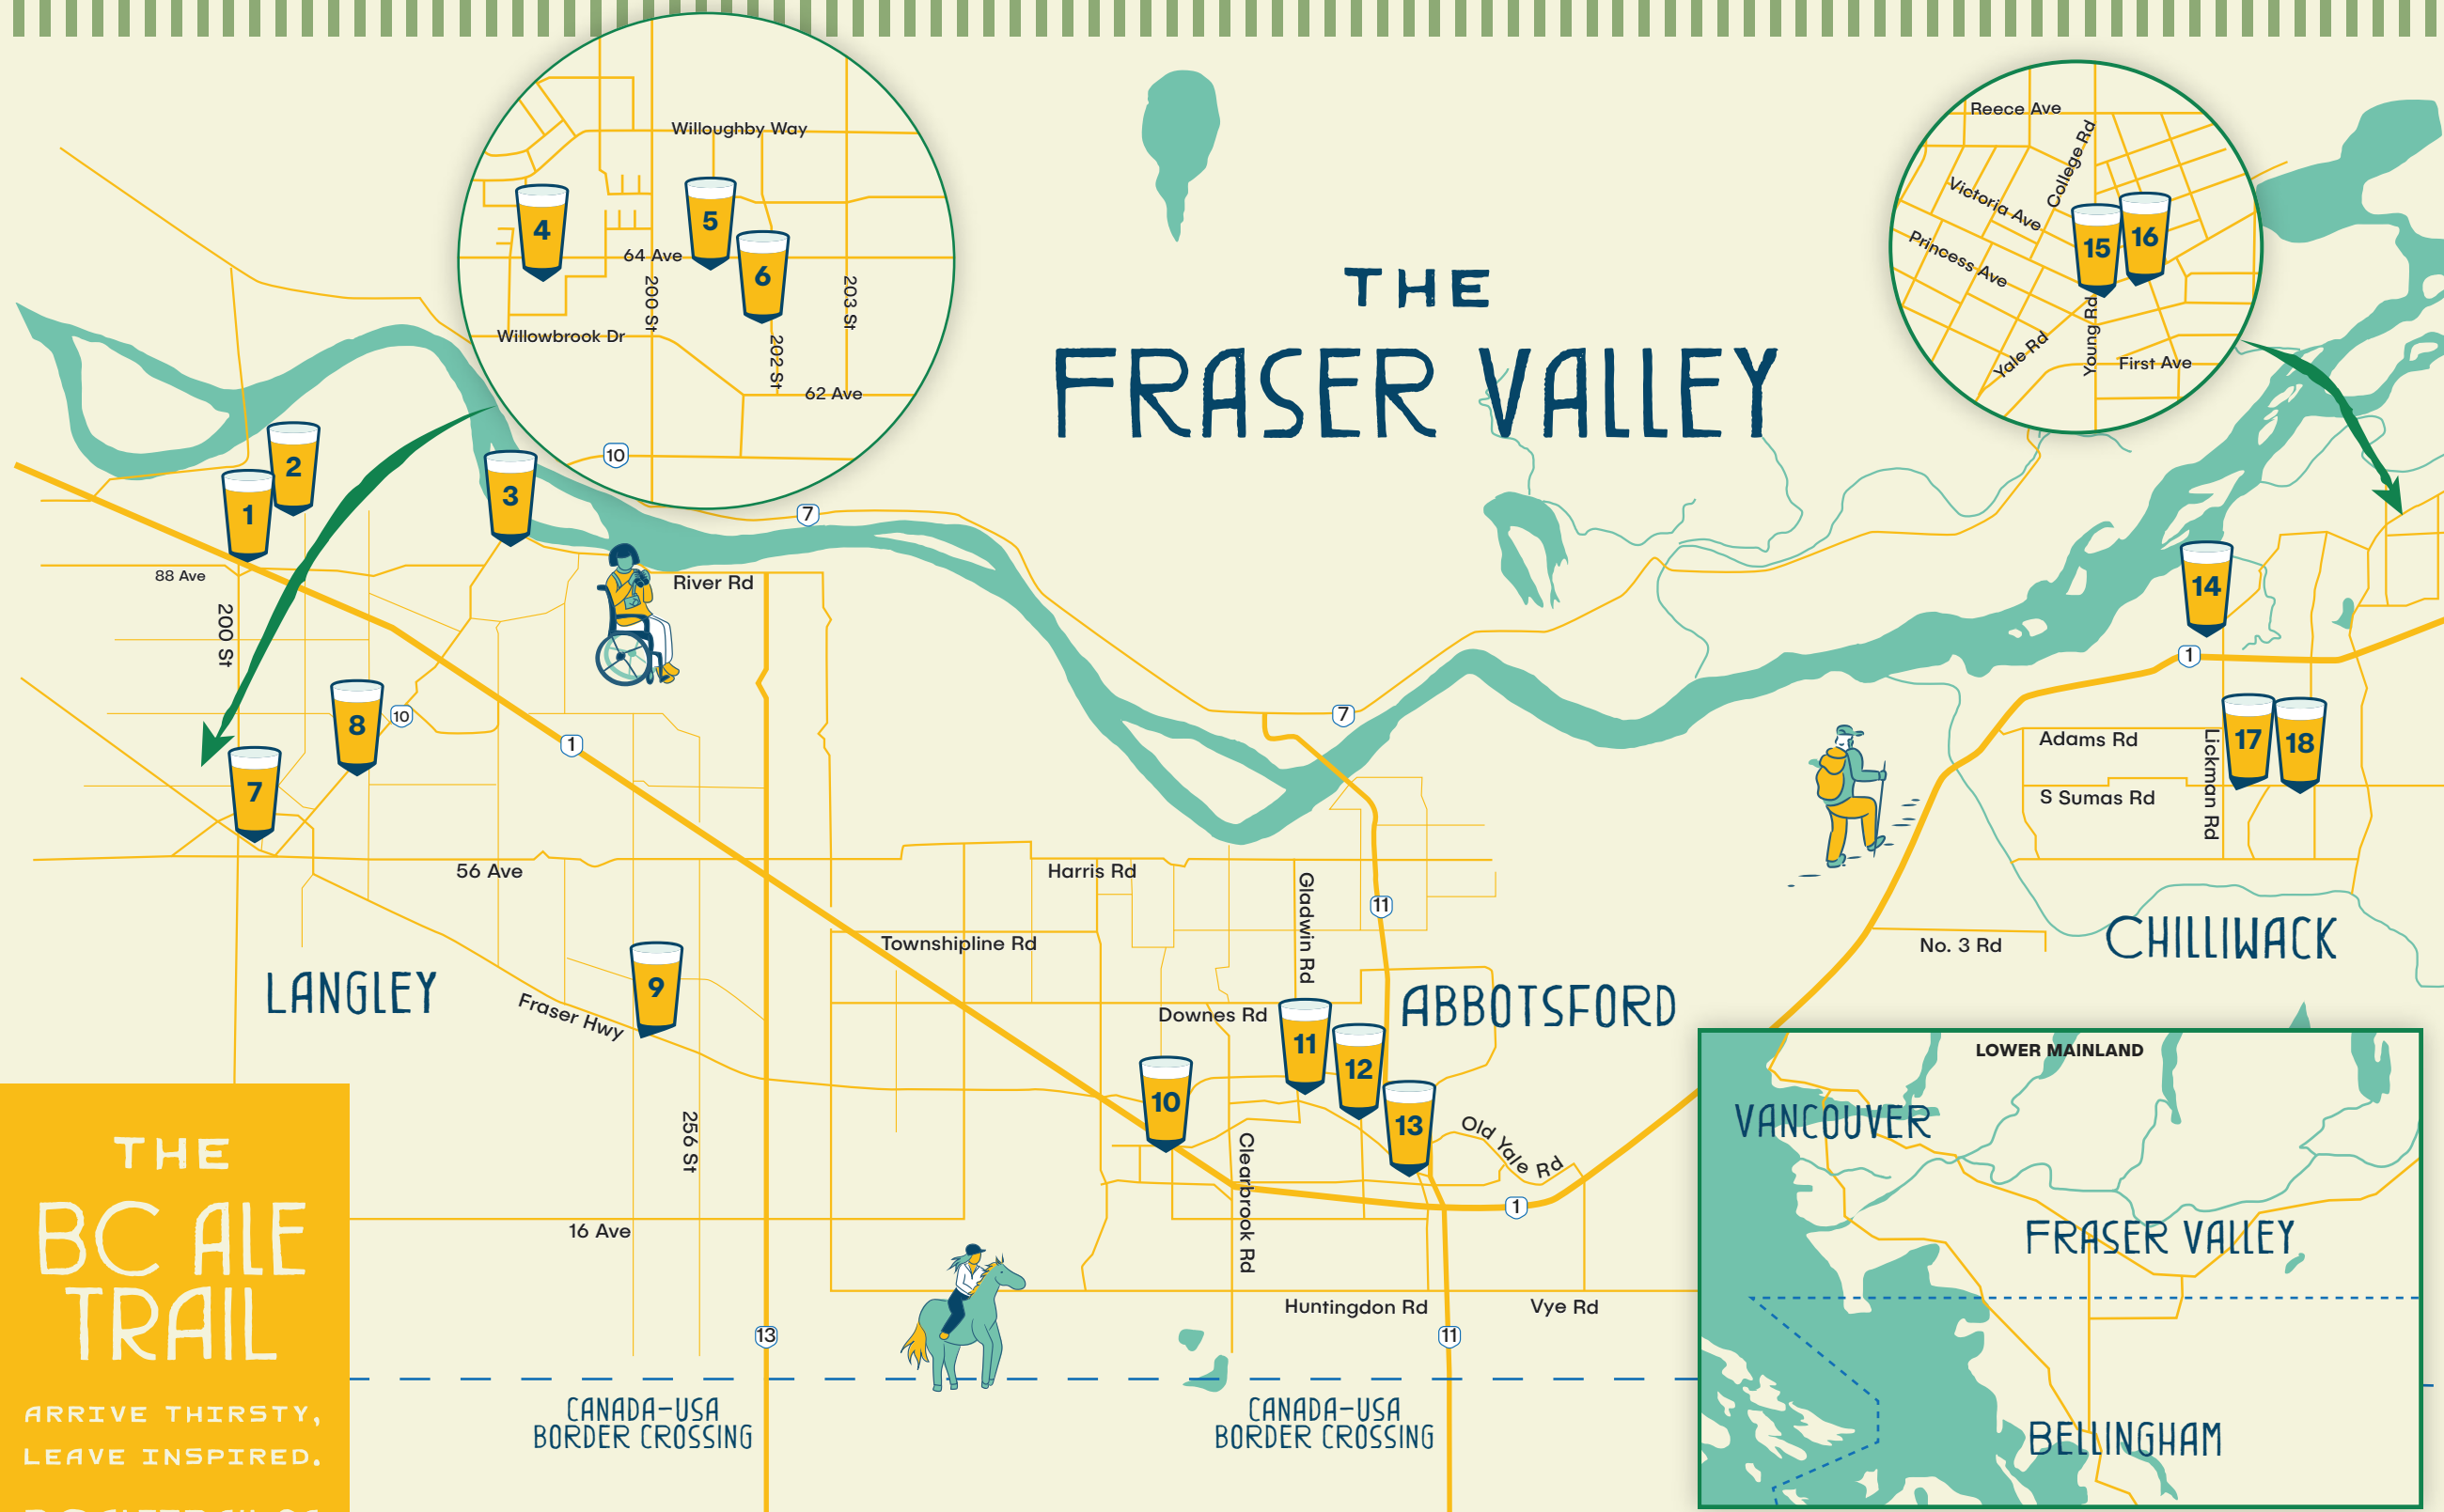 Willoughby Way
4
5
6
64 Ave
200 St
203 St
Willowbrook Dr
202 St
62 Ave
10
Reece Ave
College Rd
Victoria Ave
Princess Ave
15
16
Yale Rd
Young Rd
First Ave
THE
FRASER VALLEY
1
2
3
7
88 Ave
200 St
River Rd
8
10
7
1
7
14
1
Adams Rd
S Sumas Rd
Lickman Rd
17
18
56 Ave
Harris Rd
Gladwin Rd
11
Townshipline Rd
No. 3 Rd
CHILLIWACK
LANGLEY
9
Fraser Hwy
ABBOTSFORD
Downes Rd
10
11
12
13
Old Yale Rd
256 St
Clearbrook Rd
1
16 Ave
Huntingdon Rd
Vye Rd
13
11
CANADA-USA
BORDER CROSSING
CANADA-USA
BORDER CROSSING
LOWER MAINLAND
VANCOUVER
FRASER VALLEY
BELLINGHAM
THE
BC ALE
TRAIL
ARRIVE THIRSTY,
LEAVE INSPIRED.